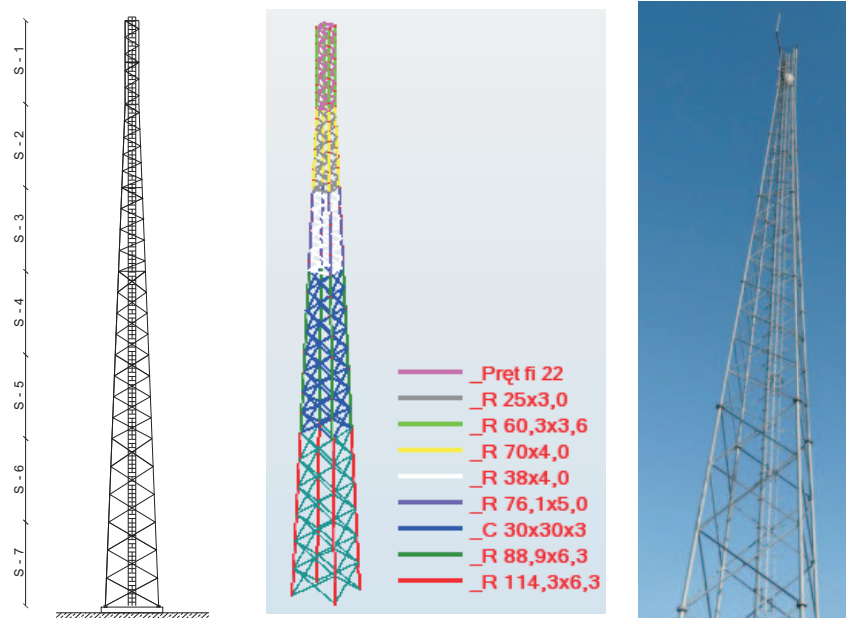 S - 1
S - 2
S - 3
S - 4
S - 5
S - 6
S - 7
_Pręt fi 22
_R 25x3,0
_R 60,3x3,6
_R 70x4,0
_R 38x4,0
_R 76,1x5,0
_C 30x30x3
_R 88,9x6,3
_R 114,3x6,3